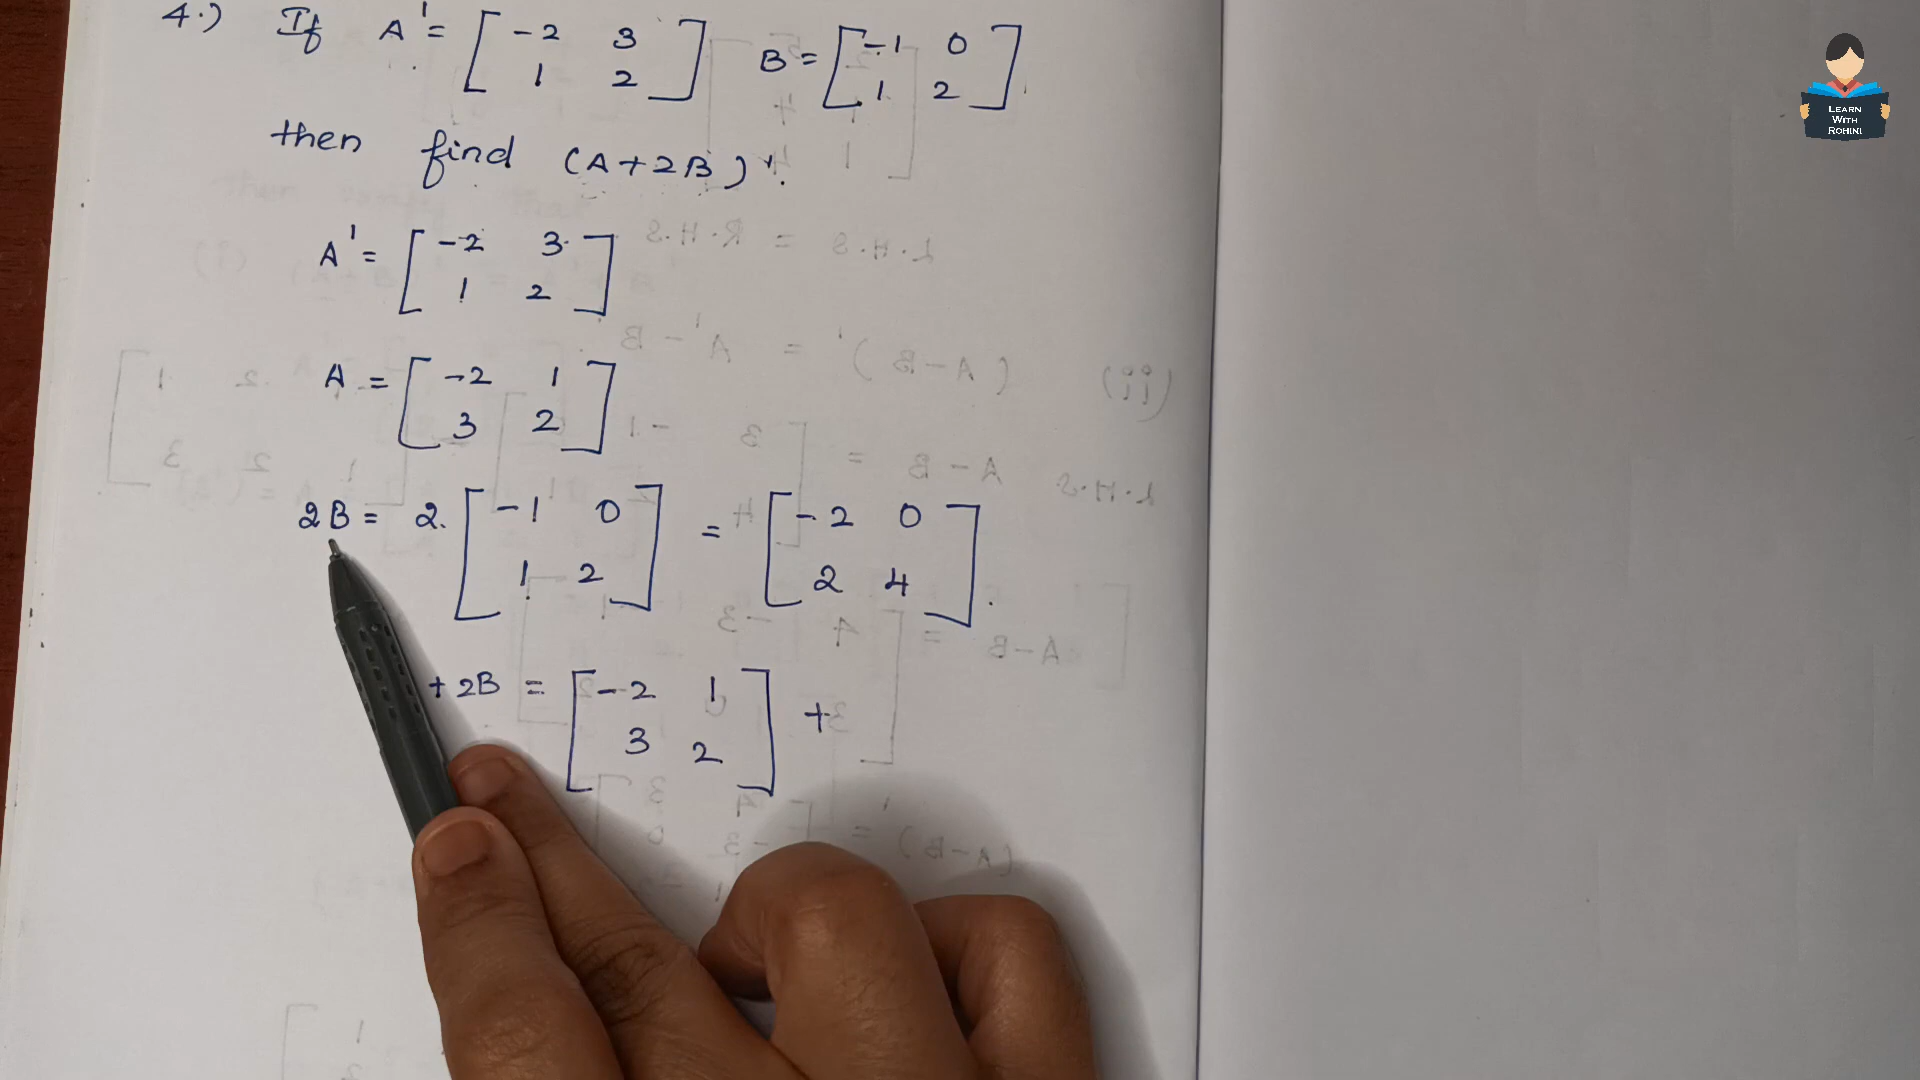 4.) If A' = [ -2 3 B = [ -1 0
1 2 ] 1 2 ]
then find (A+2B)'.
A' = [ -2 3
1 2 ]
A = [ -2 1
3 2 ]
2B = 2. [ -1 0 = [ -2 0
1 2 ] 2 4 ].
+ 2B = [ -2 1 +
3 2 ]
LEARN
WITH
ROHINI